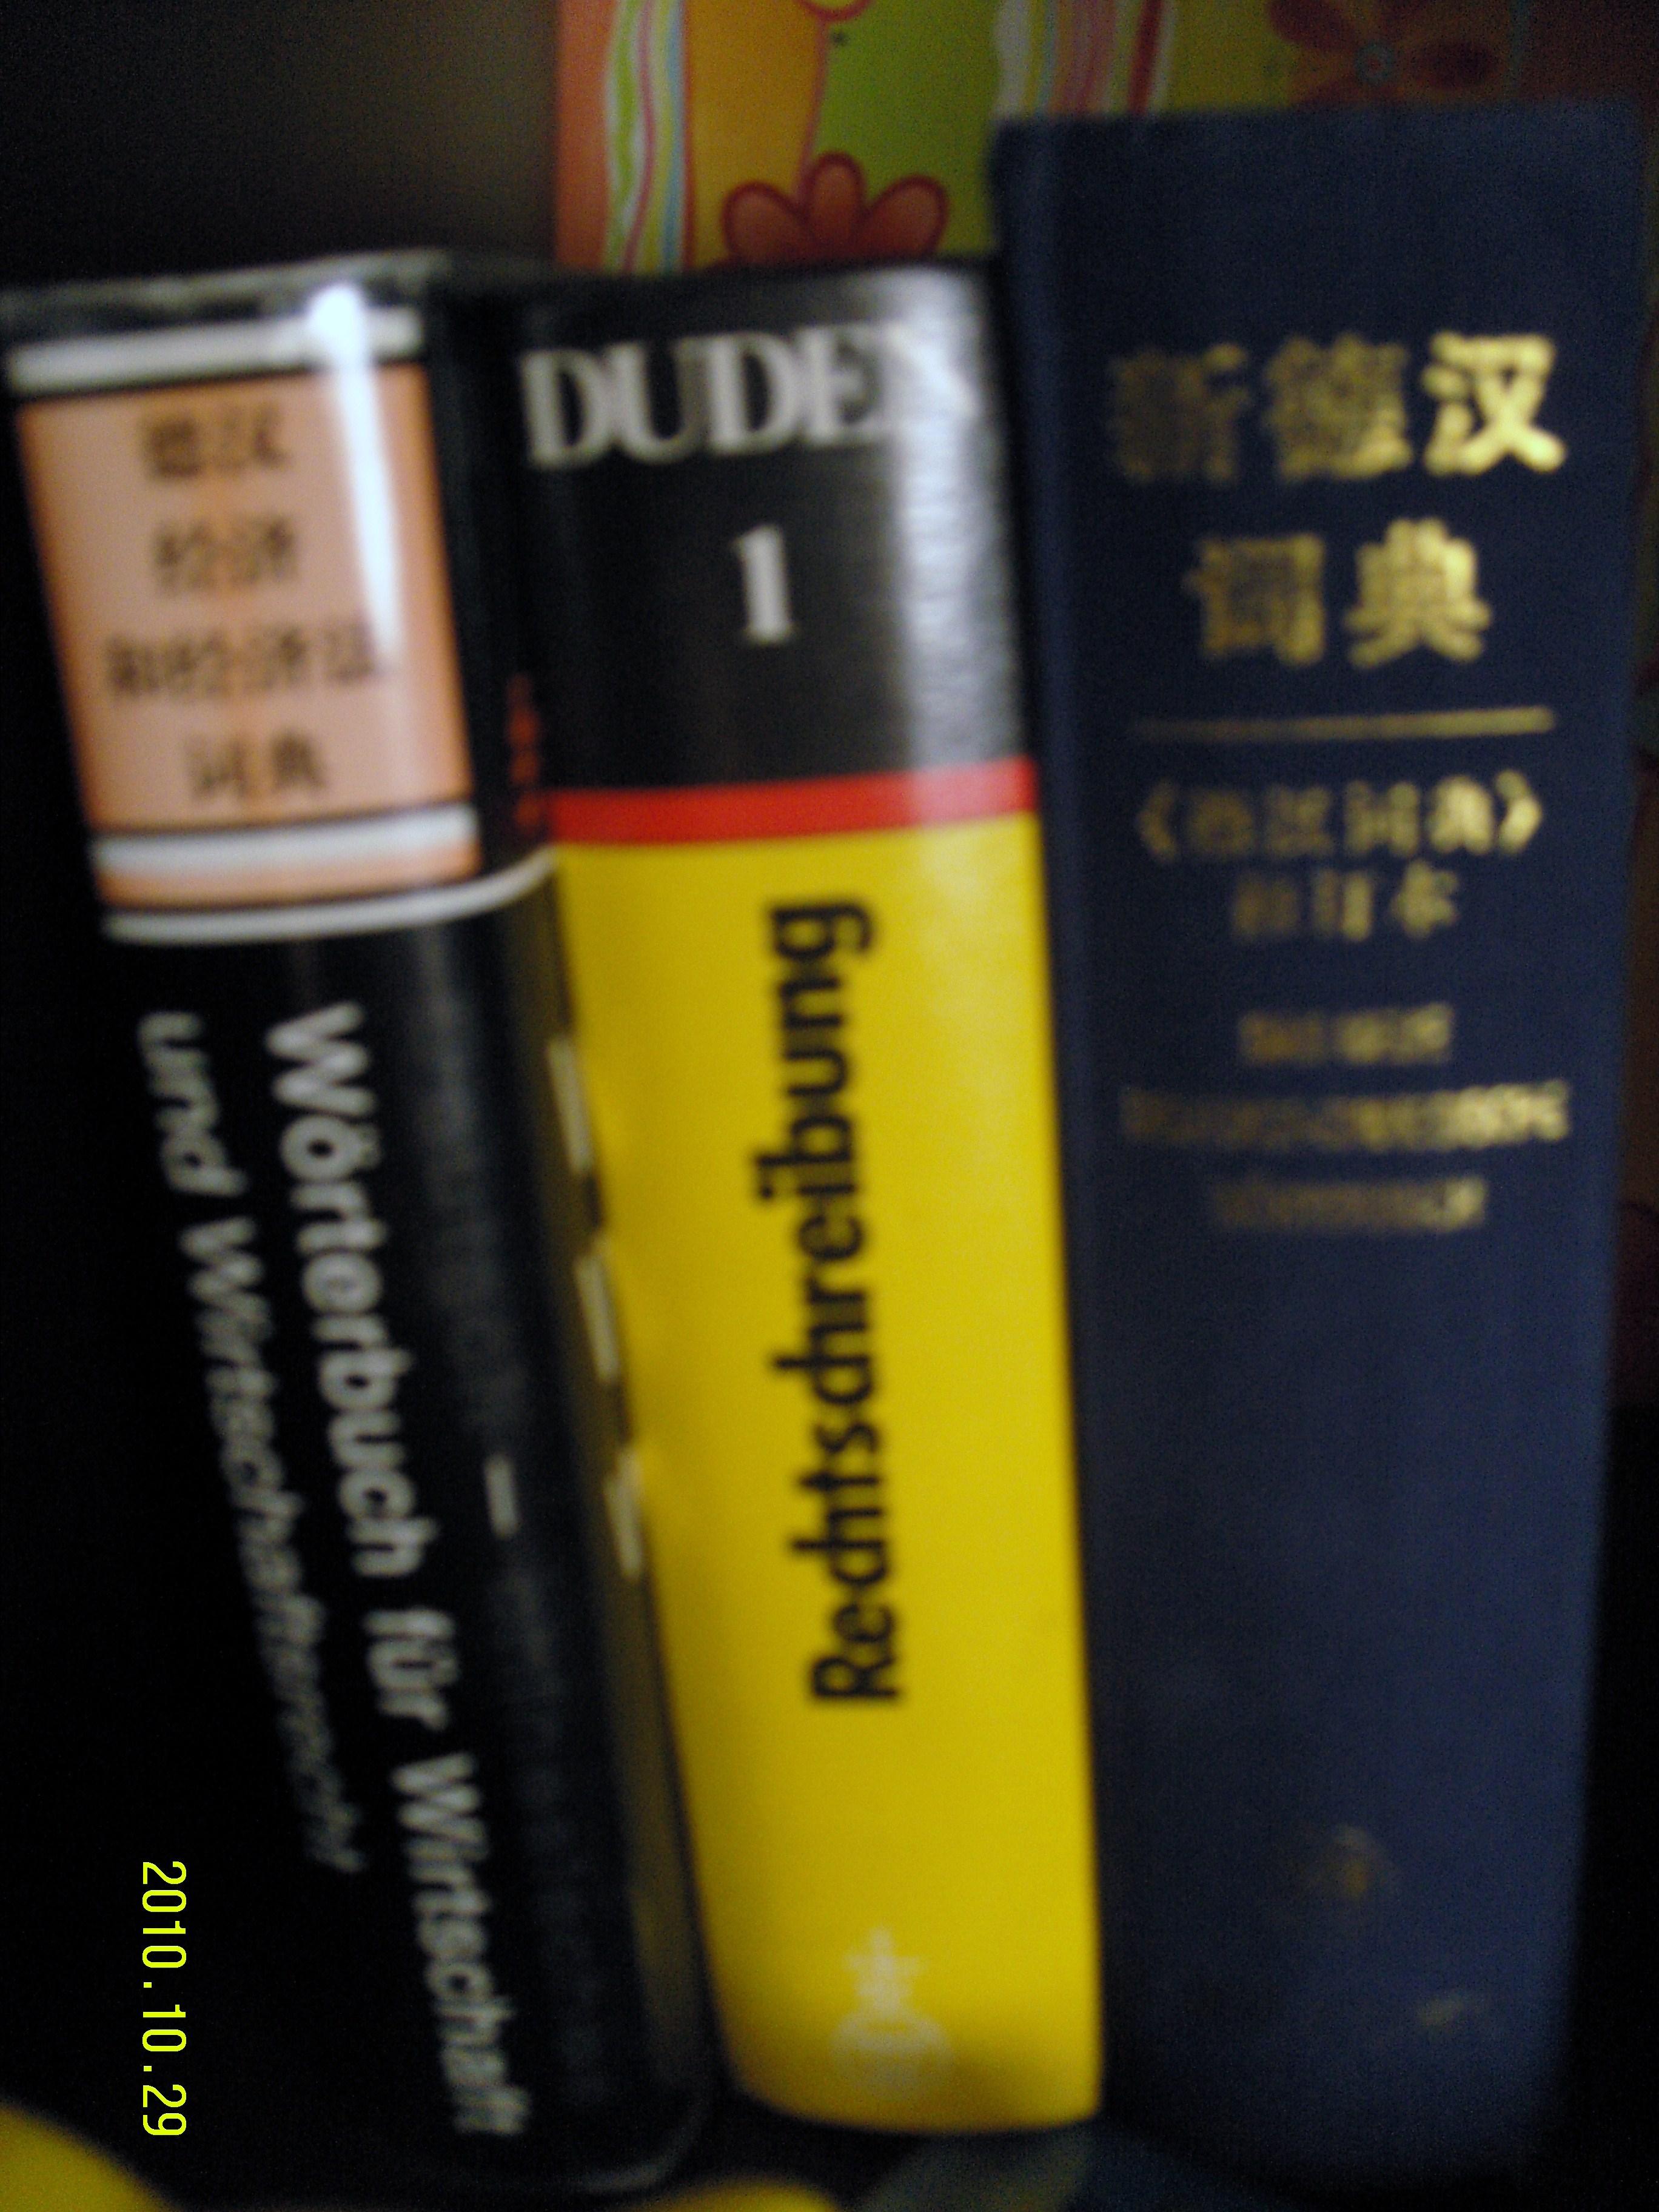 德汉
经济
和经济法
词典
Wörterbuch für Wirtschaft
und Wirtschaftsrecht
DUDEN
1
Rechtschreibung
新德汉
词典
《德汉词典》
修订本
2010.10.29